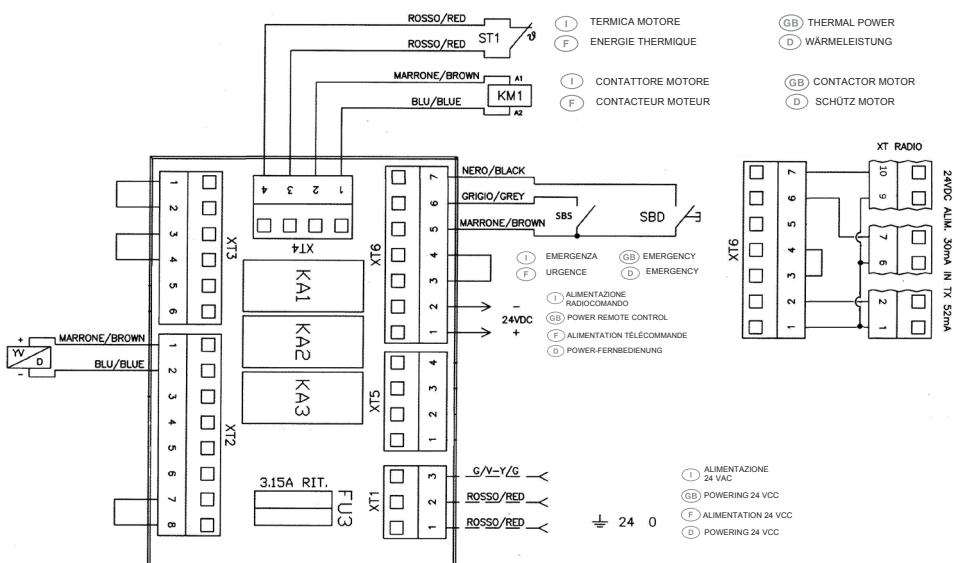 ROSSO/RED
ST1
ϑ
I TERMICA MOTORE
GB THERMAL POWER
F ENERGIE THERMIQUE
D WÄRMELEISTUNG
ROSSO/RED
MARRONE/BROWN
A1
KM1
A2
BLU/BLUE
I CONTATTORE MOTORE
GB CONTACTOR MOTOR
F CONTACTEUR MOTEUR
D SCHÜTZ MOTOR
4 3 2 1
XT4
1
2
3
4
5
6
XT3
KA1
KA2
KA3
7
6
5
4
3
2
1
XT6
NERO/BLACK
GRIGIO/GREY
MARRONE/BROWN
SBS
SBD
I EMERGENZA
GB EMERGENCY
F URGENCE
D EMERGENCY
–
24VDC
+
I ALIMENTAZIONE
RADIOCOMANDO
GB POWER REMOTE CONTROL
F ALIMENTATION TÉLÉCOMMANDE
D POWER-FERNBEDIENUNG
+
MARRONE/BROWN
YV
D
BLU/BLUE
-
1
2
3
4
5
6
7
8
XT2
4
3
2
1
XT5
3.15A RIT.
FU3
3
2
1
XT1
G/V-Y/G
ROSSO/RED
ROSSO/RED
24 0
I ALIMENTAZIONE
24 VAC
GB POWERING 24 VCC
F ALIMENTATION 24 VCC
D POWERING 24 VCC
XT RADIO
7
6
5
4
3
2
1
XT6
10
9
7
6
2
1
24VDC ALIM. 30mA IN TX 52mA